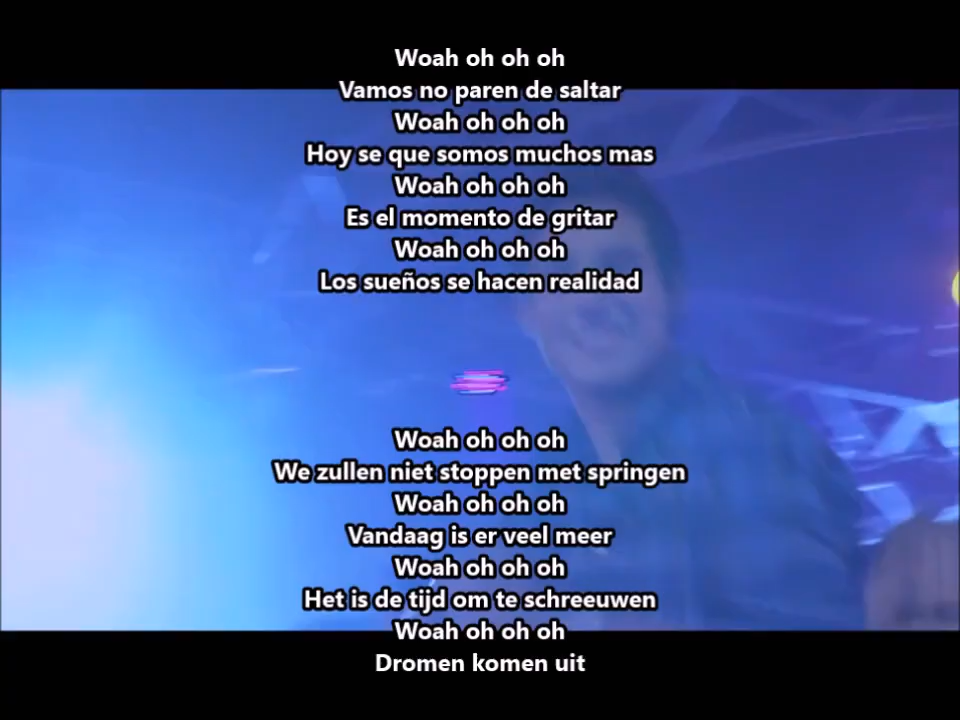 Woah oh oh oh
Vamos no paren de saltar
Woah oh oh oh
Hoy se que somos muchos mas
Woah oh oh oh
Es el momento de gritar
Woah oh oh oh
Los sueños se hacen realidad
Woah oh oh oh
We zullen niet stoppen met springen
Woah oh oh oh
Vandaag is er veel meer
Woah oh oh oh
Het is de tijd om te schreeuwen
Woah oh oh oh
Dromen komen uit